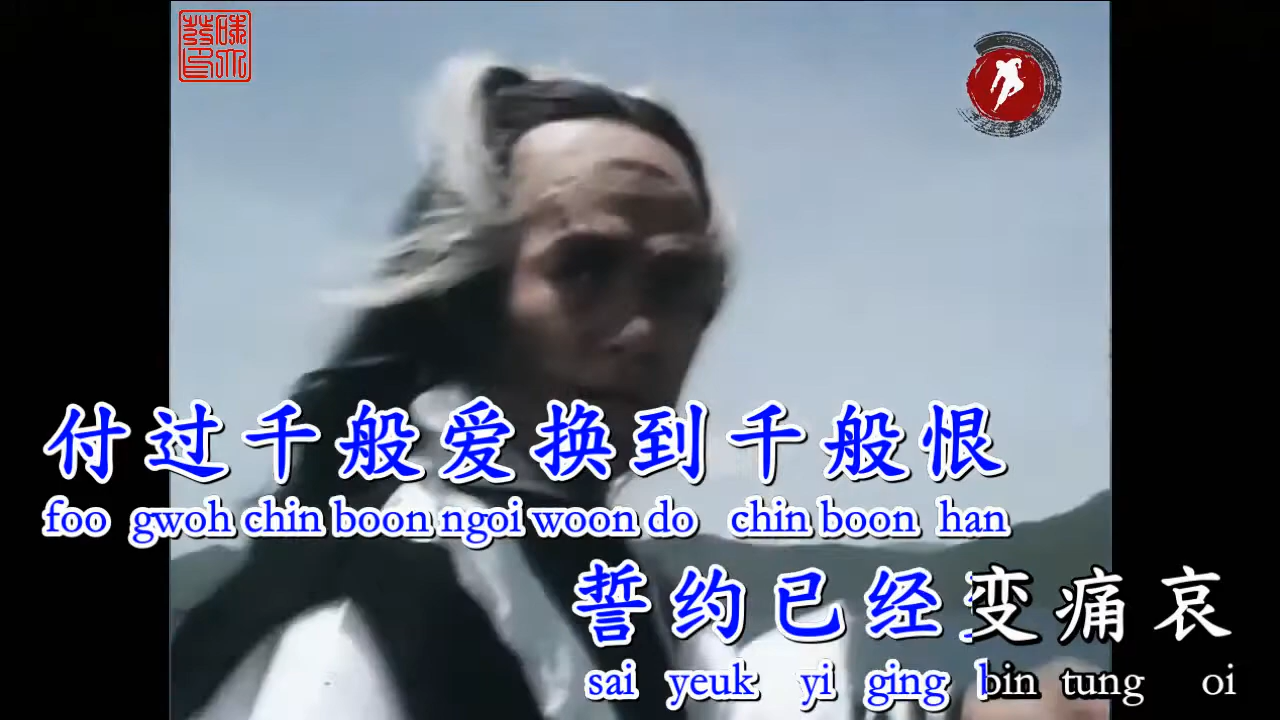 付过千般爱换到千般恨
foo gwoh chin boon ngoi woon do chin boon han
誓约已经变痛哀
sai yeuk yi ging bin tung oi